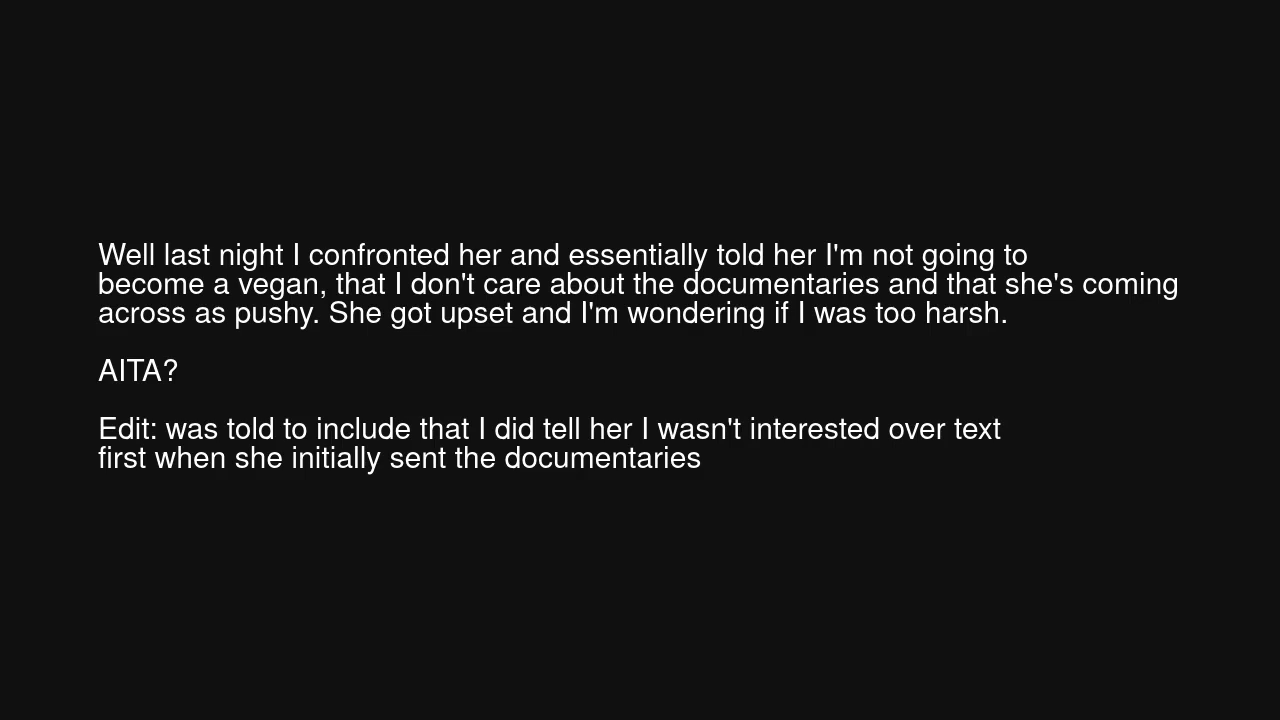 Well last night I confronted her and essentially told her I'm not going to
become a vegan, that I don't care about the documentaries and that she's coming
across as pushy. She got upset and I'm wondering if I was too harsh.
AITA?
Edit: was told to include that I did tell her I wasn't interested over text
first when she initially sent the documentaries